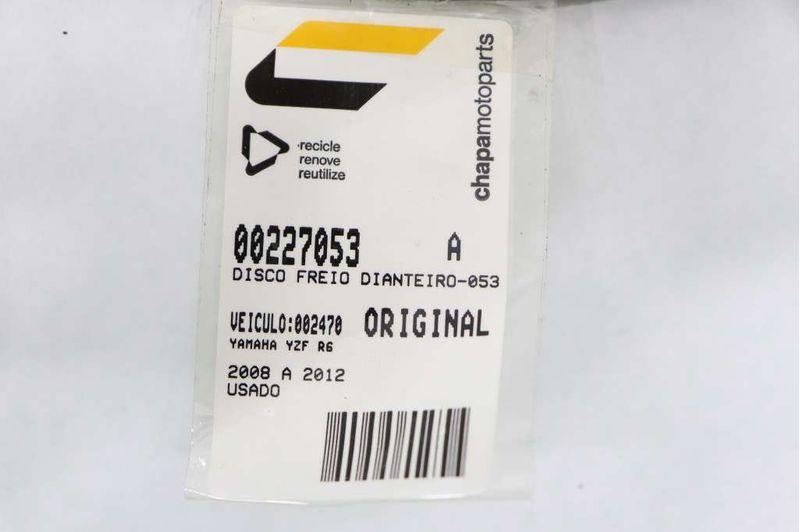 chapamotoparts
·recicle
renove
reutilize
00227053 A
DISCO FREIO DIANTEIRO-053
VEICULO:002470 ORIGINAL
YAMAHA YZF R6
2008 A 2012
USADO